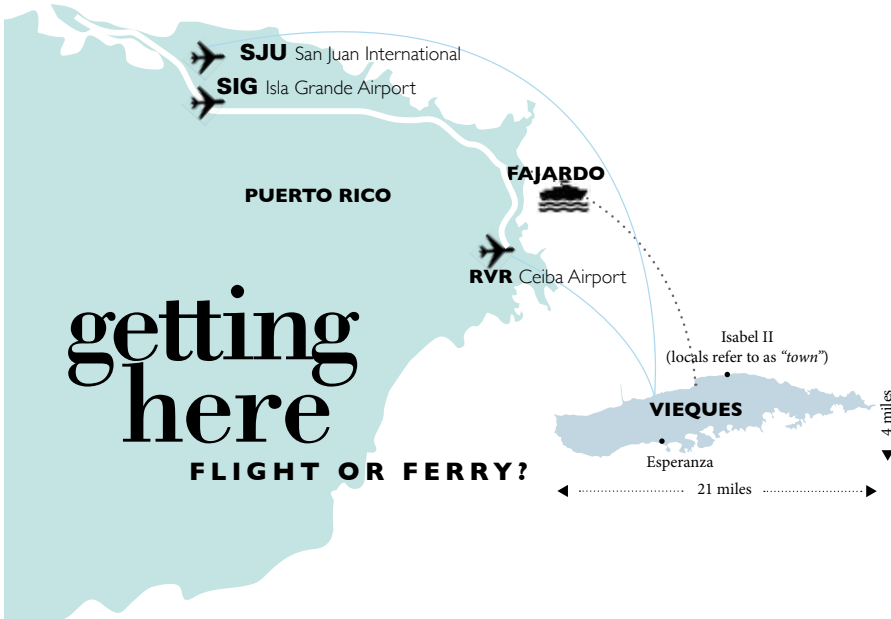 SJU San Juan International
SIG Isla Grande Airport
FAJARDO
PUERTO RICO
RVR Ceiba Airport
getting
here
FLIGHT OR FERRY?
Isabel II
(locals refer to as “town”)
VIEQUES
Esperanza
4 miles
21 miles